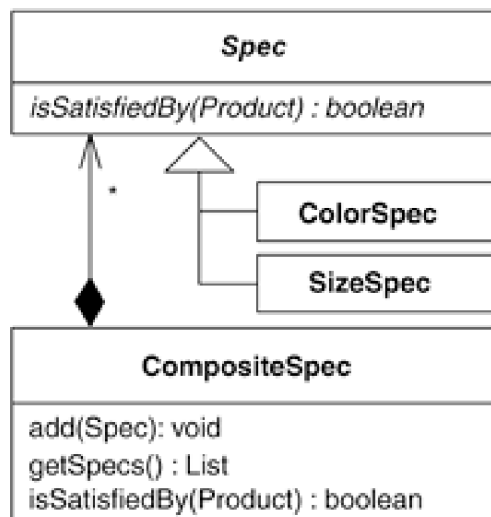 Spec
isSatisfiedBy(Product) : boolean
*
ColorSpec
SizeSpec
CompositeSpec
add(Spec): void
getSpecs() : List
isSatisfiedBy(Product) : boolean